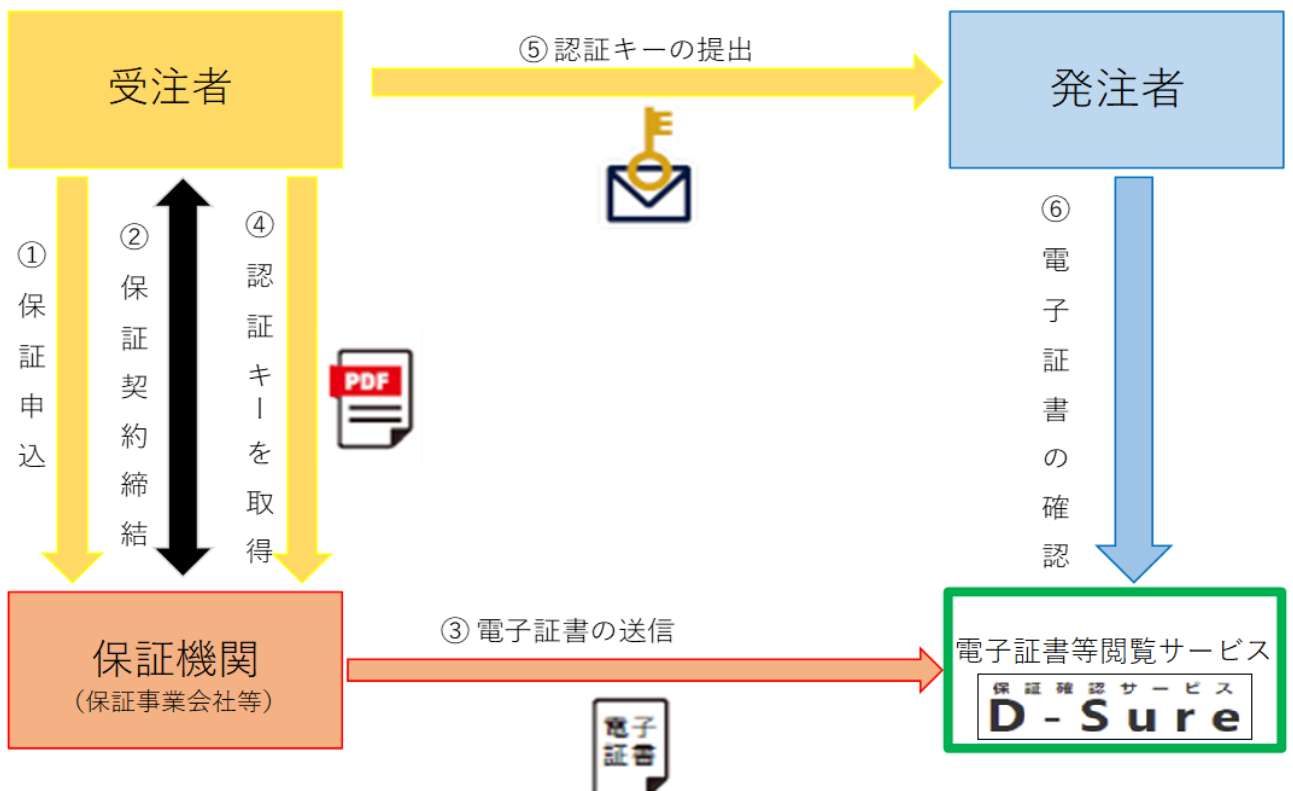 受注者
⑤認証キーの提出
発注者
①保証申込
②保証契約締結
④認証キーを取得
PDF
⑥電子証書の確認
保証機関
（保証事業会社等）
③電子証書の送信
電子
証書
電子証書等閲覧サービス
保証確認サービス
D-Sure